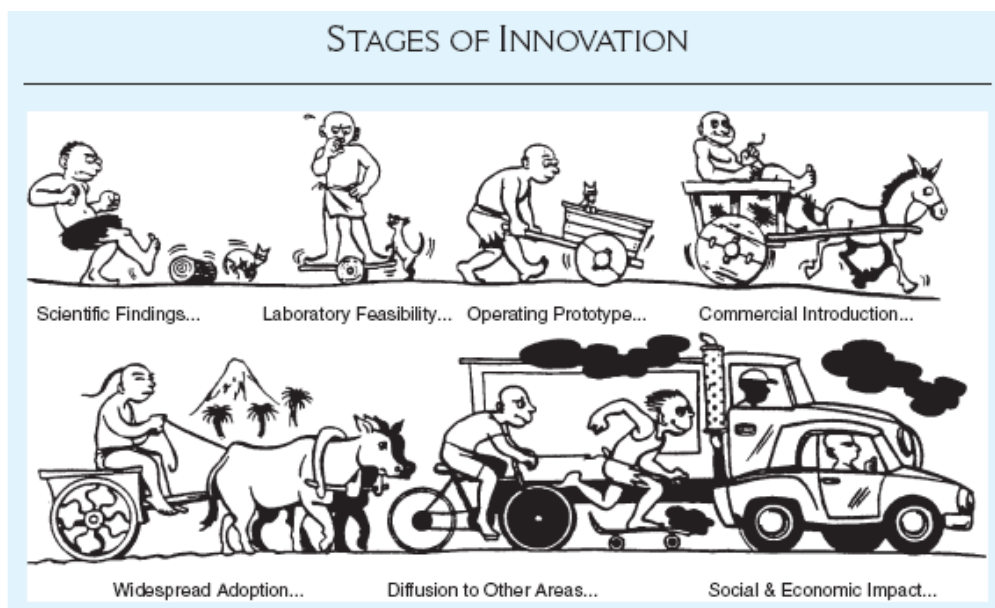 STAGES OF INNOVATION
Scientific Findings... Laboratory Feasibility... Operating Prototype... Commercial Introduction...
Widespread Adoption... Diffusion to Other Areas... Social & Economic Impact...